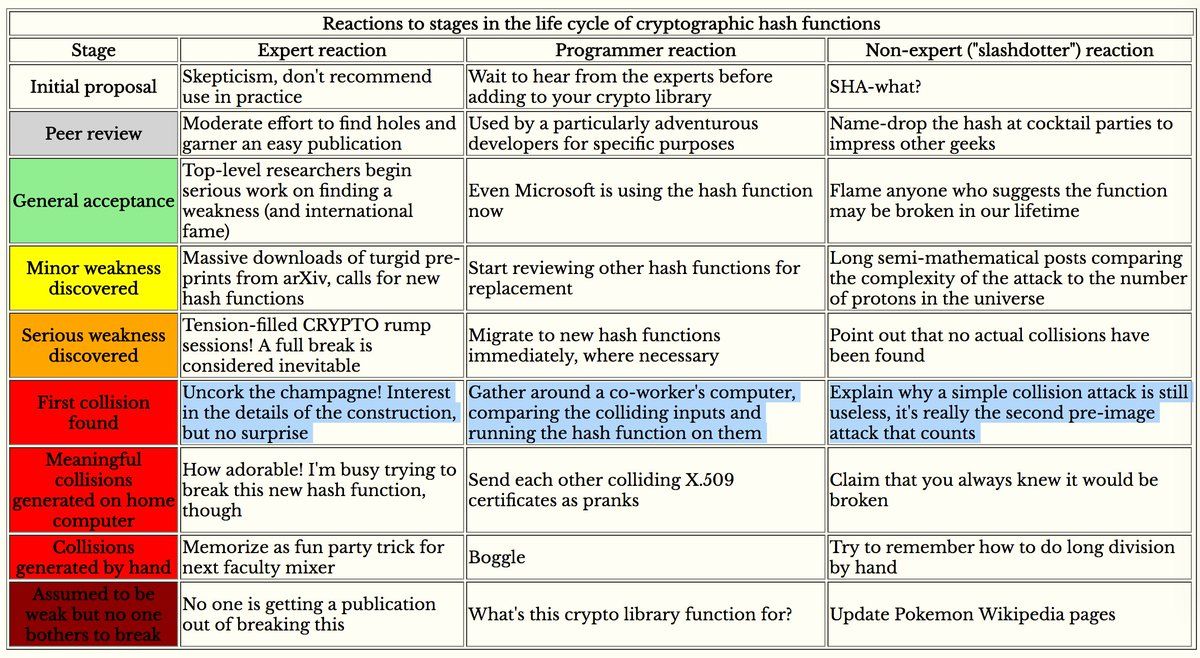 Reactions to stages in the life cycle of cryptographic hash functions
Stage
Expert reaction
Programmer reaction
Non-expert ("slashdotter") reaction
Initial proposal
Skepticism, don't recommend
use in practice
Wait to hear from the experts before
adding to your crypto library
SHA-what?
Peer review
Moderate effort to find holes and
garner an easy publication
Used by a particularly adventurous
developers for specific purposes
Name-drop the hash at cocktail parties to
impress other geeks
General acceptance
Top-level researchers begin
serious work on finding a
weakness (and international
fame)
Even Microsoft is using the hash function
now
Flame anyone who suggests the function
may be broken in our lifetime
Minor weakness
discovered
Massive downloads of turgid pre-
prints from arXiv, calls for new
hash functions
Start reviewing other hash functions for
replacement
Long semi-mathematical posts comparing
the complexity of the attack to the number
of protons in the universe
Serious weakness
discovered
Tension-filled CRYPTO rump
sessions! A full break is
considered inevitable
Migrate to new hash functions
immediately, where necessary
Point out that no actual collisions have
been found
First collision
found
Uncork the champagne! Interest
in the details of the construction,
but no surprise
Gather around a co-worker's computer,
comparing the colliding inputs and
running the hash function on them
Explain why a simple collision attack is still
useless, it's really the second pre-image
attack that counts
Meaningful
collisions
generated on home
computer
How adorable! I'm busy trying to
break this new hash function,
though
Send each other colliding X.509
certificates as pranks
Claim that you always knew it would be
broken
Collisions
generated by hand
Memorize as fun party trick for
next faculty mixer
Boggle
Try to remember how to do long division
by hand
Assumed to be
weak but no one
bothers to break
No one is getting a publication
out of breaking this
What's this crypto library function for?
Update Pokemon Wikipedia pages